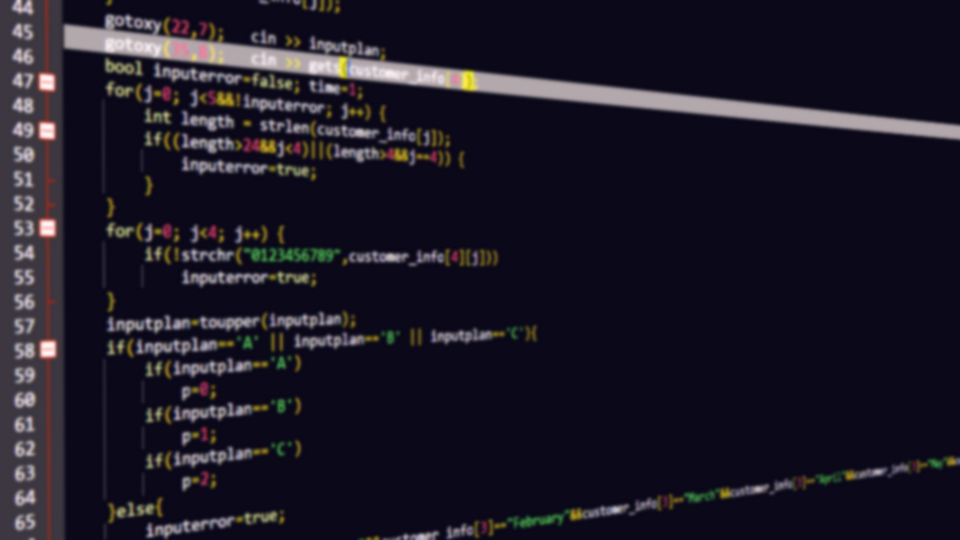 44 info[j]);
45 gotoxy(22,7); cin >> inputplan;
46 gotoxy(35,8); cin >> gets(customer_info[4]);
47 bool inputerror=false; time=1;
48 for(j=0; j<5&&!inputerror; j++) {
49 int length = strlen(customer_info[j]);
50 if((length>24&&j<4)||(length>4&&j==4)) {
51 inputerror=true;
52 }
53 }
54 for(j=0; j<4; j++) {
55 if(!strchr("0123456789",customer_info[4][j]))
56 inputerror=true;
57 }
58 inputplan=toupper(inputplan);
59 if(inputplan=='A' || inputplan=='B' || inputplan=='C'){
60 if(inputplan=='A')
61 p=0;
62 if(inputplan=='B')
63 p=1;
64 if(inputplan=='C')
65 p=2;
}else{
inputerror=true;
customer_info[3]=="February"&&customer_info[3]=="March"&&customer_info[3]=="April"&&customer_info[3]=="May"